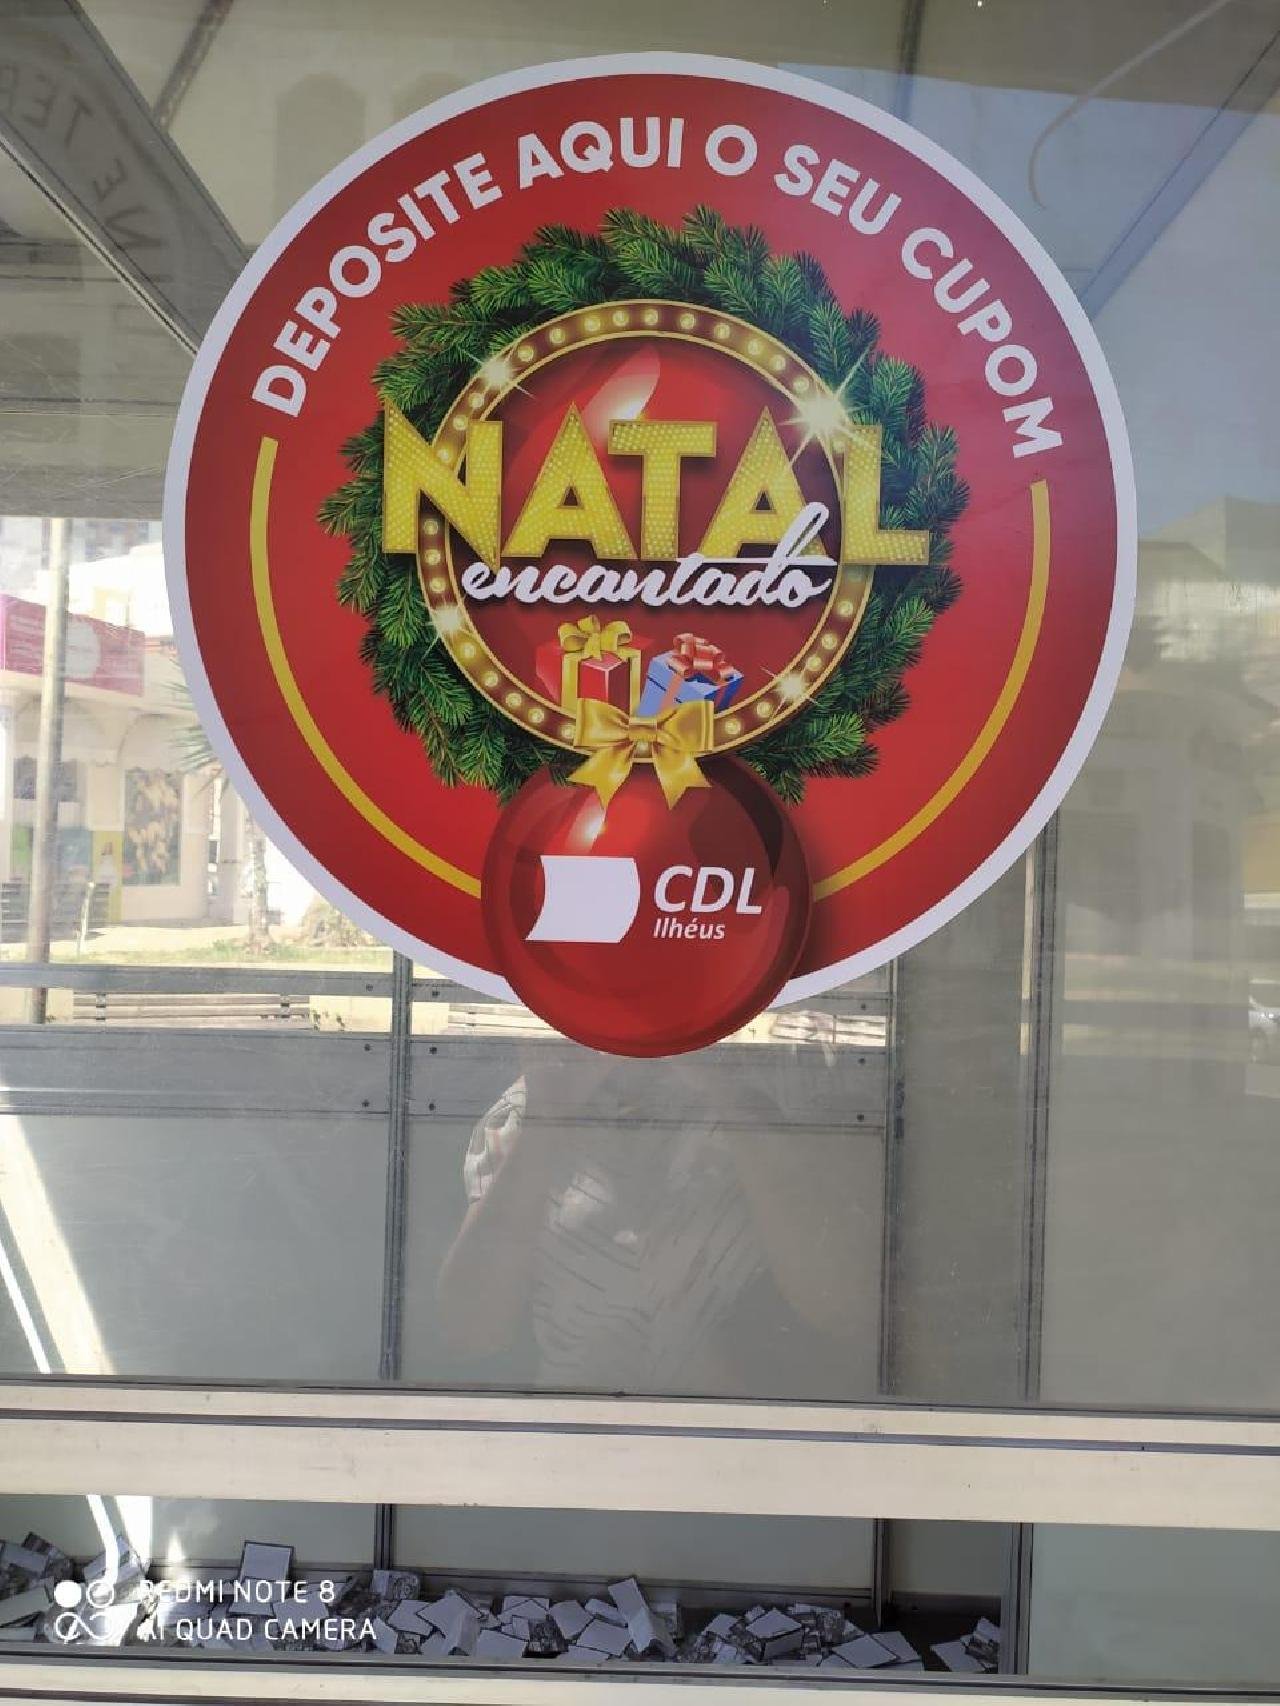 DEPOSITE AQUI O SEU CUPOM
NATAL
encantado
CDL
Ilhéus
REDMI NOTE 8
AI QUAD CAMERA